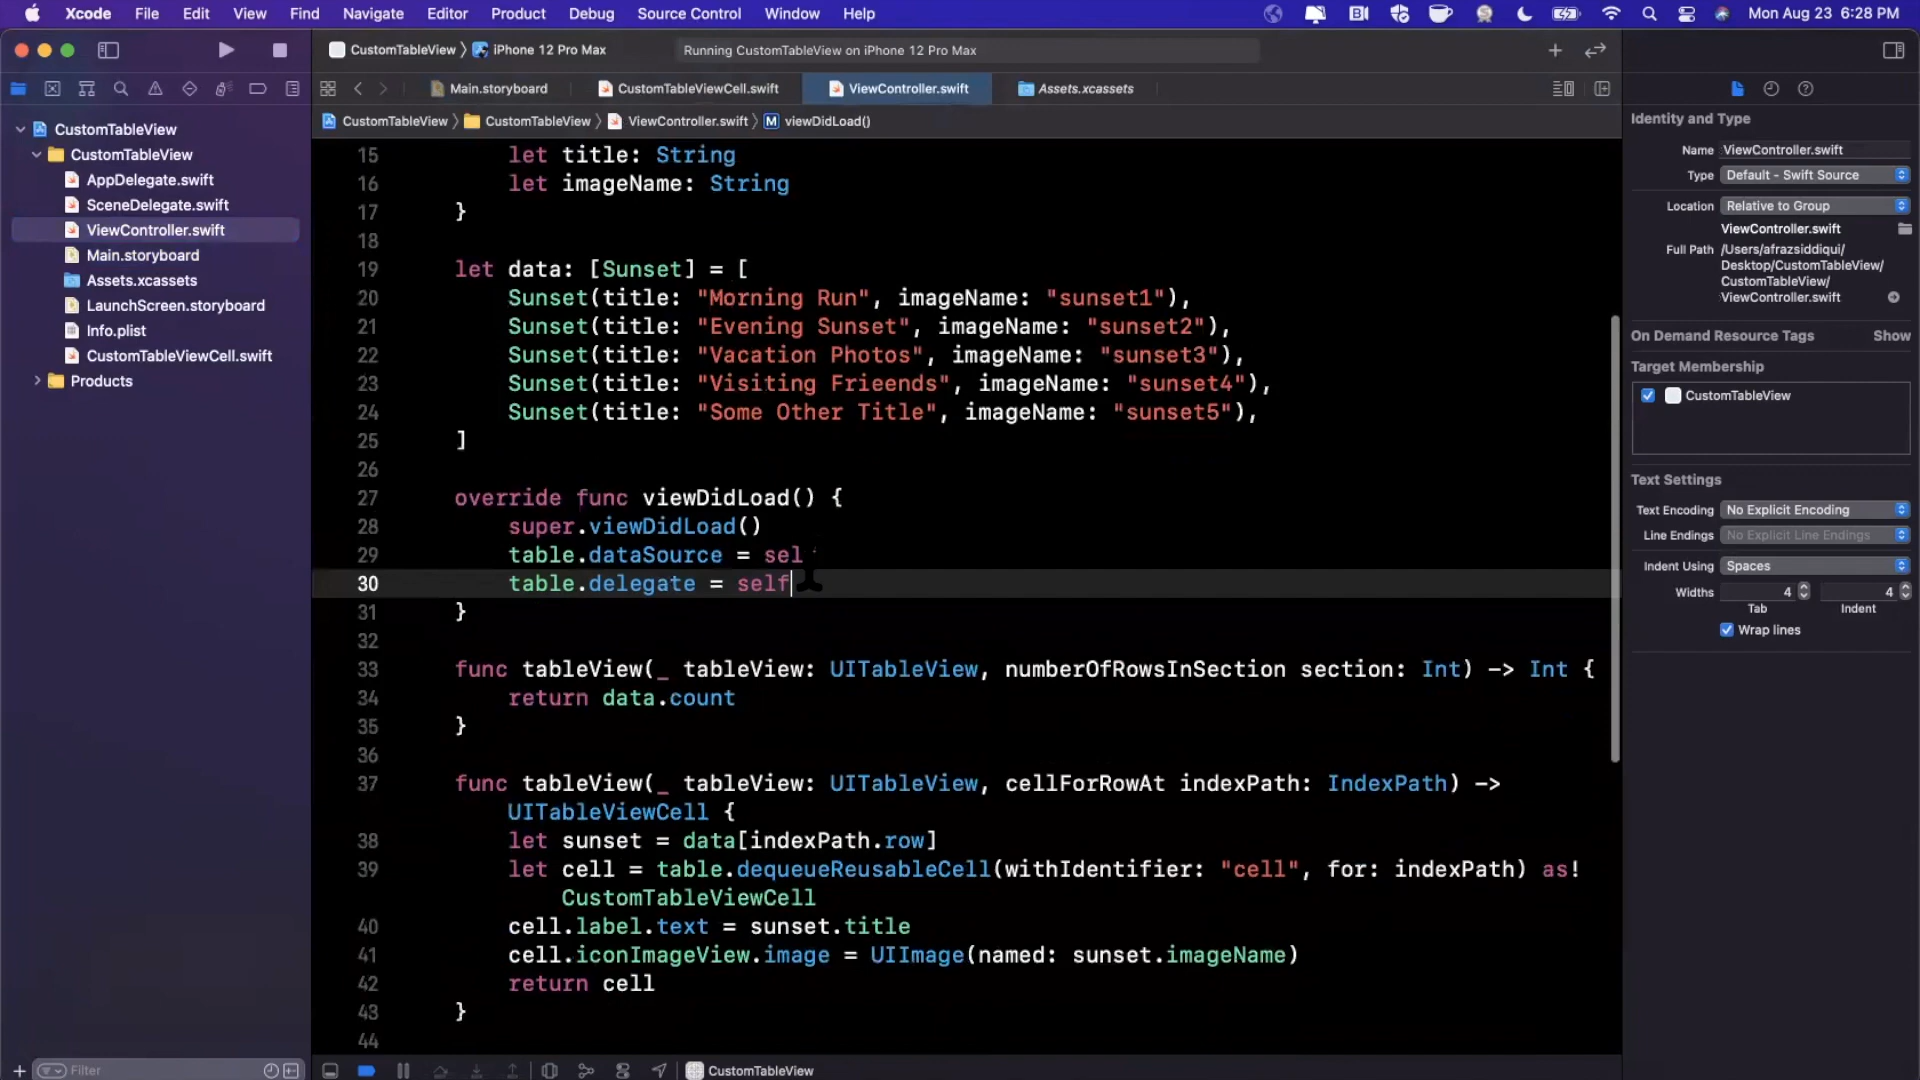 Xcode File Edit View Find Navigate Editor Product Debug Source Control Window Help Mon Aug 23 6:28 PM
CustomTableView iPhone 12 Pro Max Running CustomTableView on iPhone 12 Pro Max
Main.storyboard CustomTableViewCell.swift ViewController.swift Assets.xcassets
CustomTableView CustomTableView ViewController.swift M viewDidLoad()
CustomTableView
CustomTableView
AppDelegate.swift
SceneDelegate.swift
ViewController.swift
Main.storyboard
Assets.xcassets
LaunchScreen.storyboard
Info.plist
CustomTableViewCell.swift
Products
Filter
15 let title: String
16 let imageName: String
17 }
18
19 let data: [Sunset] = [
20 Sunset(title: "Morning Run", imageName: "sunset1"),
21 Sunset(title: "Evening Sunset", imageName: "sunset2"),
22 Sunset(title: "Vacation Photos", imageName: "sunset3"),
23 Sunset(title: "Visiting Frieends", imageName: "sunset4"),
24 Sunset(title: "Some Other Title", imageName: "sunset5"),
25 ]
26
27 override func viewDidLoad() {
28 super.viewDidLoad()
29 table.dataSource = sel
30 table.delegate = self
31 }
32
33 func tableView(_ tableView: UITableView, numberOfRowsInSection section: Int) -> Int {
34 return data.count
35 }
36
37 func tableView(_ tableView: UITableView, cellForRowAt indexPath: IndexPath) ->
UITableViewCell {
38 let sunset = data[indexPath.row]
39 let cell = table.dequeueReusableCell(withIdentifier: "cell", for: indexPath) as!
CustomTableViewCell
40 cell.label.text = sunset.title
41 cell.iconImageView.image = UIImage(named: sunset.imageName)
42 return cell
43 }
44
CustomTableView
Identity and Type
Name ViewController.swift
Type Default - Swift Source
Location Relative to Group
ViewController.swift
Full Path /Users/afrazsiddiqui/
Desktop/CustomTableView/
CustomTableView/
ViewController.swift
On Demand Resource Tags Show
Target Membership
CustomTableView
Text Settings
Text Encoding No Explicit Encoding
Line Endings No Explicit Line Endings
Indent Using Spaces
Widths 4 4
Tab Indent
Wrap lines